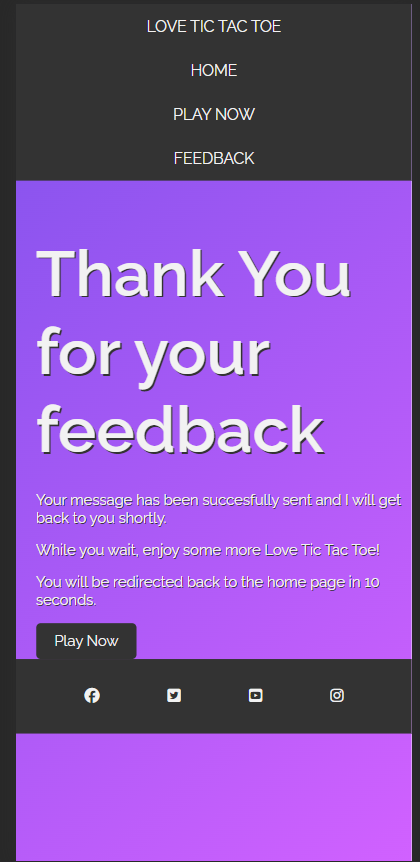 LOVE TIC TAC TOE
HOME
PLAY NOW
FEEDBACK
Thank You
for your
feedback
Your message has been succesfully sent and I will get
back to you shortly.
While you wait, enjoy some more Love Tic Tac Toe!
You will be redirected back to the home page in 10
seconds.
Play Now